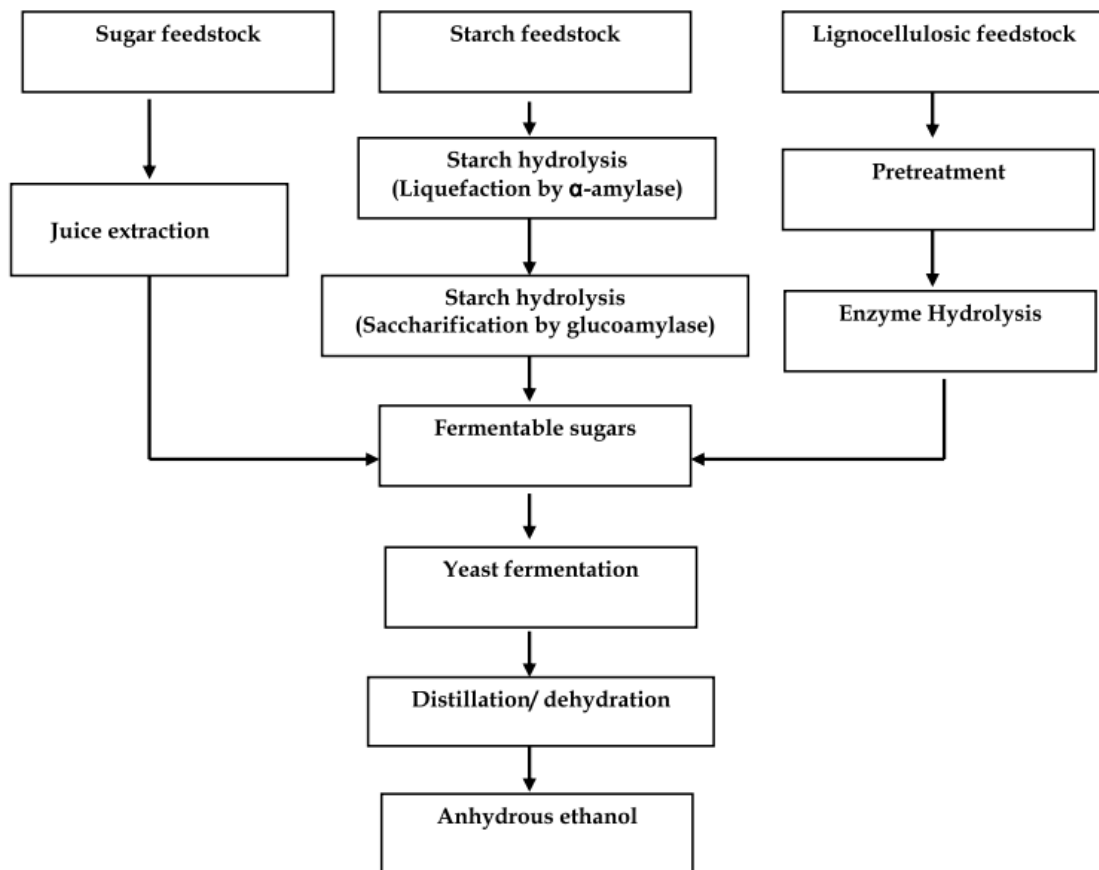 Sugar feedstock
Starch feedstock
Lignocellulosic feedstock
Starch hydrolysis
(Liquefaction by α-amylase)
Pretreatment
Juice extraction
Starch hydrolysis
(Saccharification by glucoamylase)
Enzyme Hydrolysis
Fermentable sugars
Yeast fermentation
Distillation/ dehydration
Anhydrous ethanol